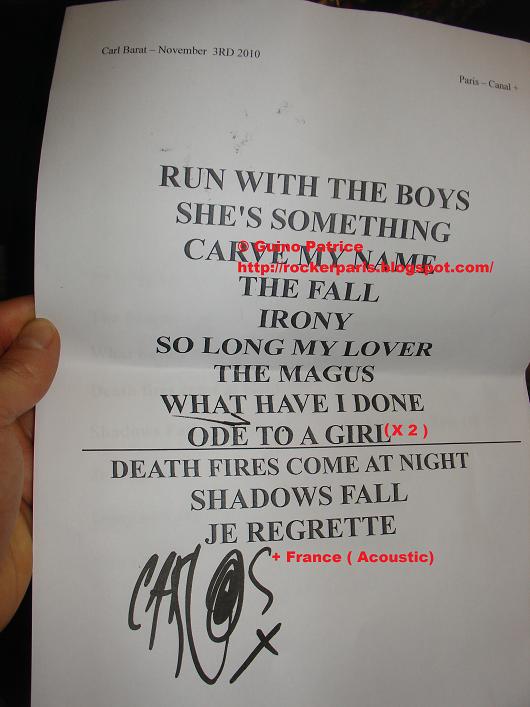 Carl Barat – November 3RD 2010
Paris – Canal +
RUN WITH THE BOYS
SHE'S SOMETHING
CARVE MY NAME
© Guino Patrice
http://rockerparis.blogspot.com/
THE FALL
IRONY
SO LONG MY LOVER
THE MAGUS
WHAT HAVE I DONE
ODE TO A GIRL (X 2 )
DEATH FIRES COME AT NIGHT
SHADOWS FALL
JE REGRETTE
+ France ( Acoustic)
CARLOS
X